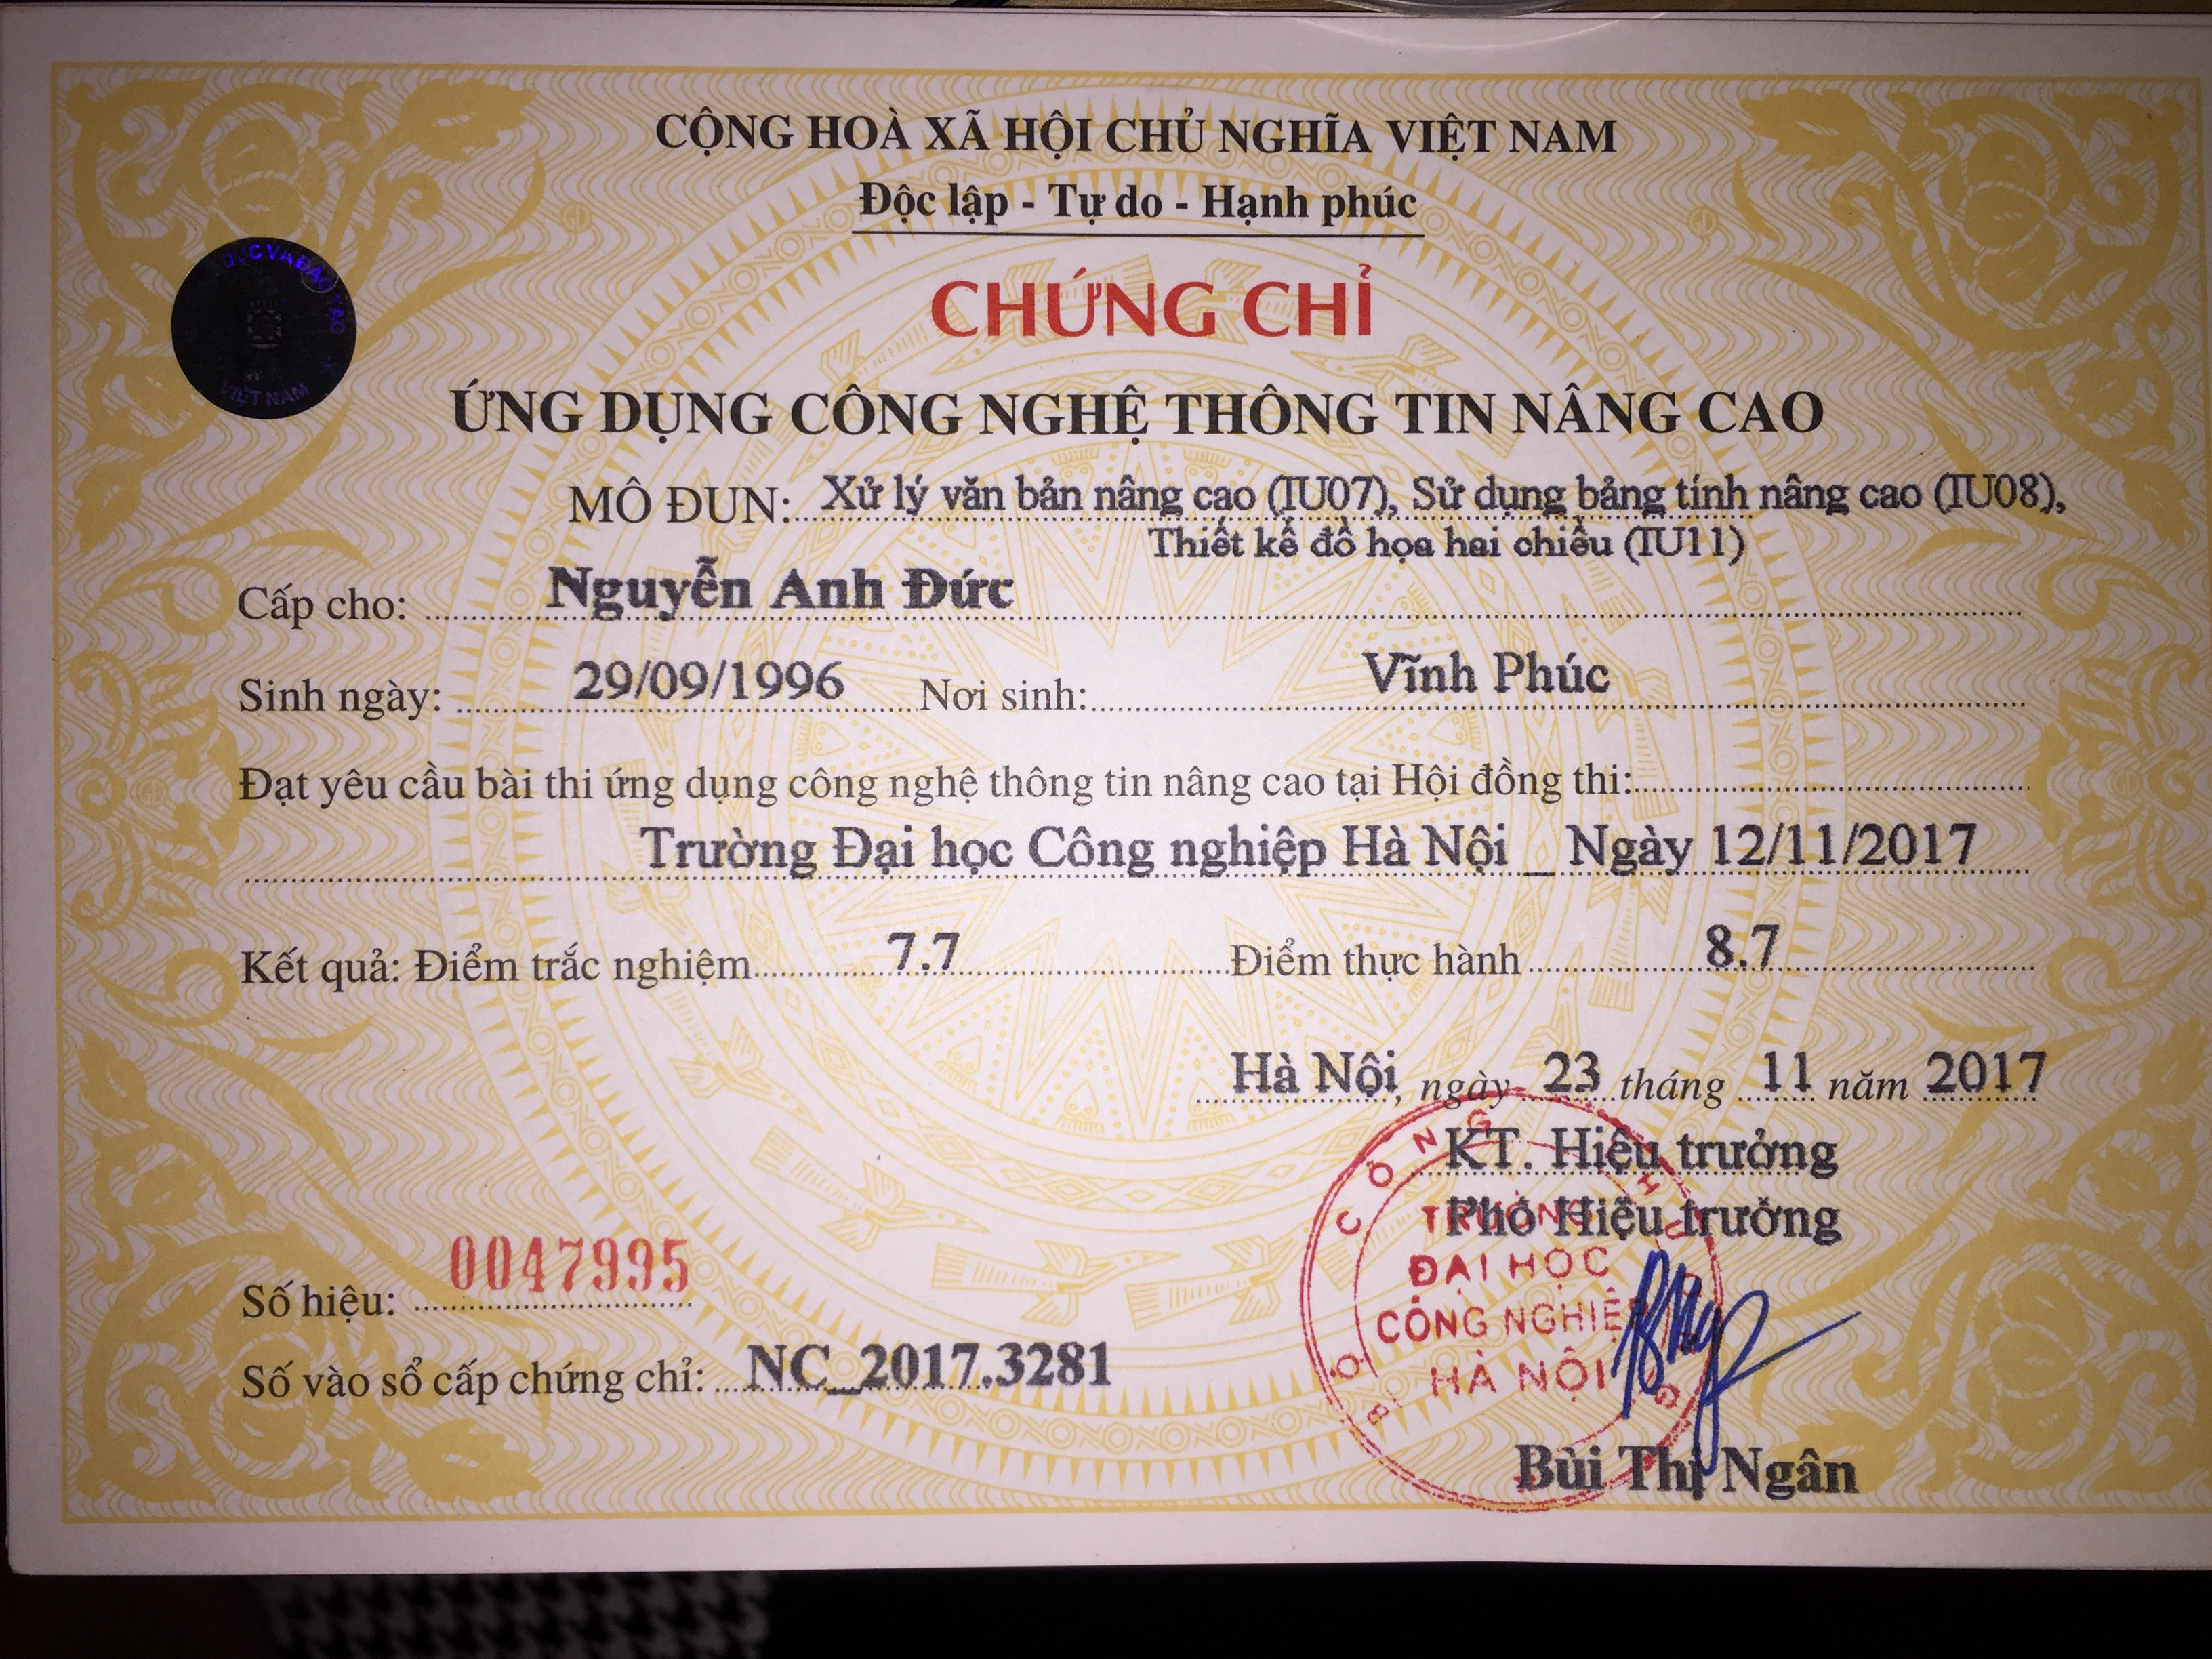 CỘNG HOÀ XÃ HỘI CHỦ NGHĨA VIỆT NAM
Độc lập - Tự do - Hạnh phúc
CHỨNG CHỈ
ỨNG DỤNG CÔNG NGHỆ THÔNG TIN NÂNG CAO
MÔ ĐUN: Xử lý văn bản nâng cao (IU07), Sử dụng bảng tính nâng cao (IU08),
Thiết kế đồ họa hai chiều (IU11)
Cấp cho: Nguyễn Anh Đức
Sinh ngày: 29/09/1996 Nơi sinh: Vĩnh Phúc
Đạt yêu cầu bài thi ứng dụng công nghệ thông tin nâng cao tại Hội đồng thi:
Trường Đại học Công nghiệp Hà Nội _ Ngày 12/11/2017
Kết quả: Điểm trắc nghiệm 7.7 Điểm thực hành 8.7
Hà Nội, ngày 23 tháng 11 năm 2017
KT. Hiệu trưởng
Phó Hiệu trưởng
TRƯỜNG
ĐẠI HỌC
CÔNG NGHIỆP
HÀ NỘI
Bùi Thị Ngân
Số hiệu: 0047995
Số vào sổ cấp chứng chỉ: NC_2017.3281
VIỆT NAM